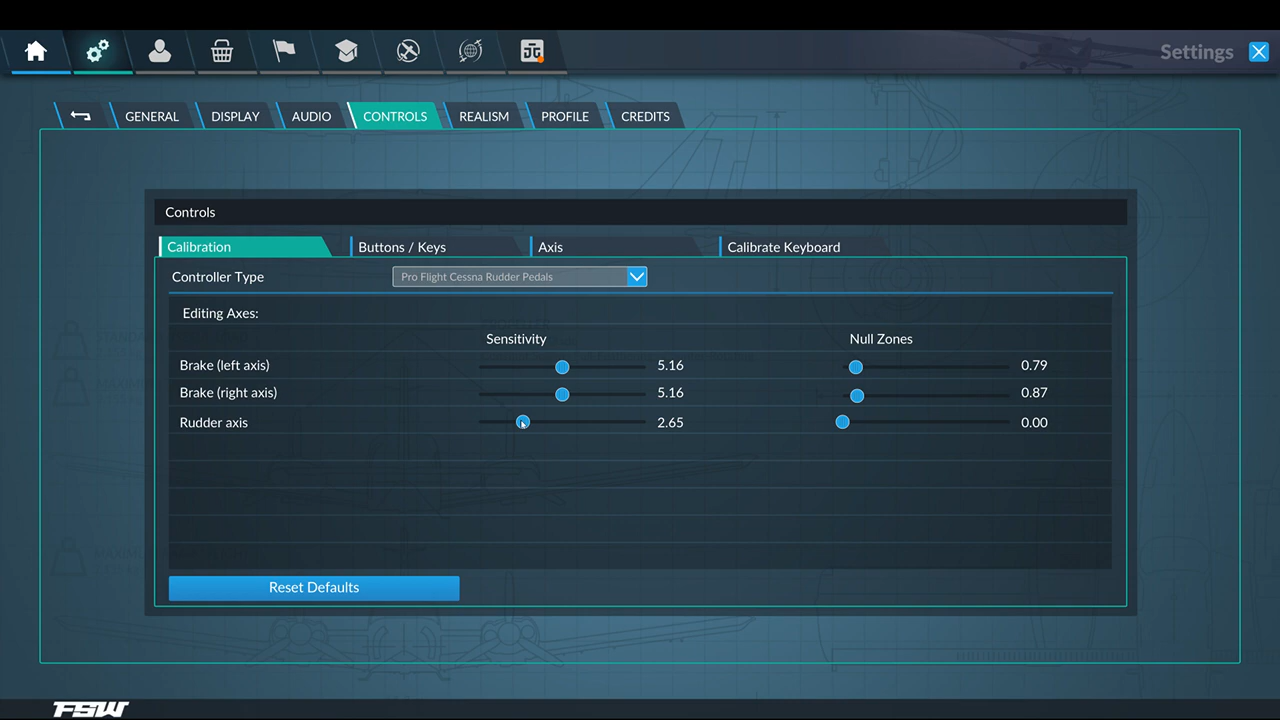 Settings
GENERAL DISPLAY AUDIO CONTROLS REALISM PROFILE CREDITS
Controls
Calibration Buttons / Keys Axis Calibrate Keyboard
Controller Type Pro Flight Cessna Rudder Pedals
Editing Axes:
Sensitivity Null Zones
Brake (left axis) 5.16 0.79
Brake (right axis) 5.16 0.87
Rudder axis 2.65 0.00
Reset Defaults
FSW